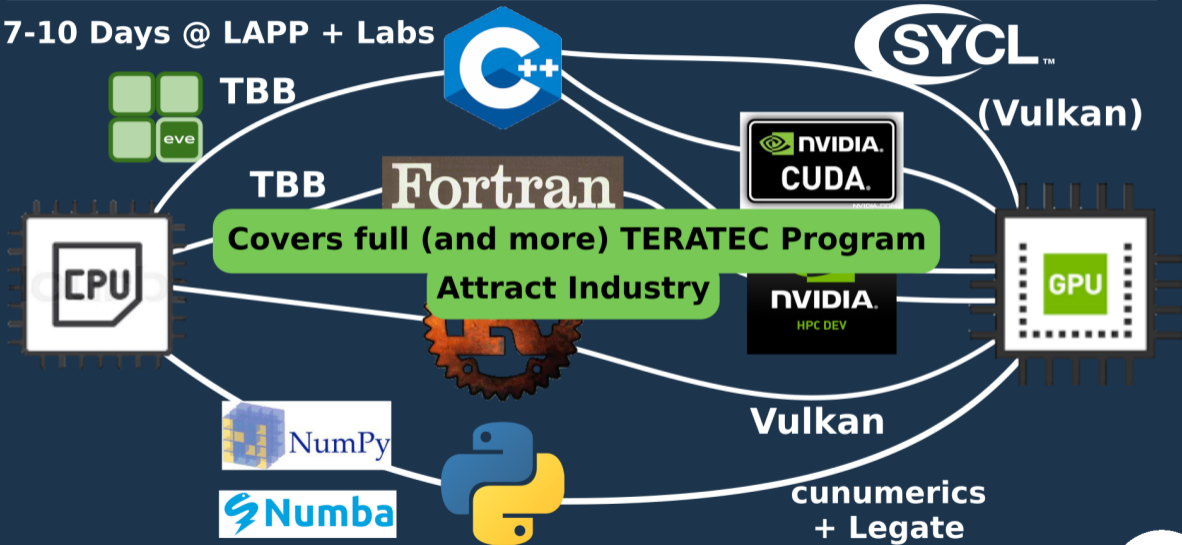 7-10 Days @ LAPP + Labs
C++
SYCL™
TBB
eve
(Vulkan)
NVIDIA.
CUDA.
TBB
Fortran
Covers full (and more) TERATEC Program
CPU
GPU
Attract Industry
NVIDIA.
HPC DEV
Vulkan
NumPy
Numba
cunumerics
+ Legate